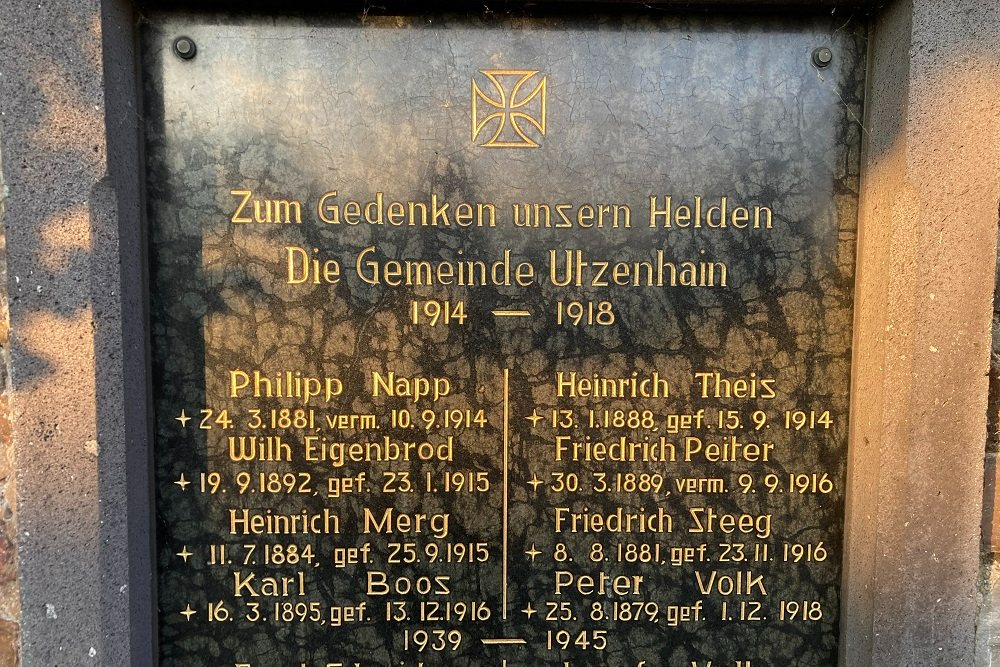 Zum Gedenken unsern Helden
Die Gemeinde Utzenhain
1914 — 1918
Philipp Napp
+ 24. 3.1881, verm. 10.9.1914
Wilh Eigenbrod
+ 19. 9.1892, gef. 23. 1. 1915
Heinrich Merg
+ 11. 7. 1884, gef. 25.9.1915
Karl Boos
+ 16. 3. 1895, gef. 13.12.1916
Heinrich Theis
+ 13. 1. 1888, gef. 15. 9. 1914
Friedrich Peiter
+ 30. 3.1889, verm. 9. 9.1916
Friedrich Steeg
+ 8. 8. 1881, gef. 23.11. 1916
Peter Volk
+ 25. 8.1879, gef. 1. 12. 1918
1939 — 1945